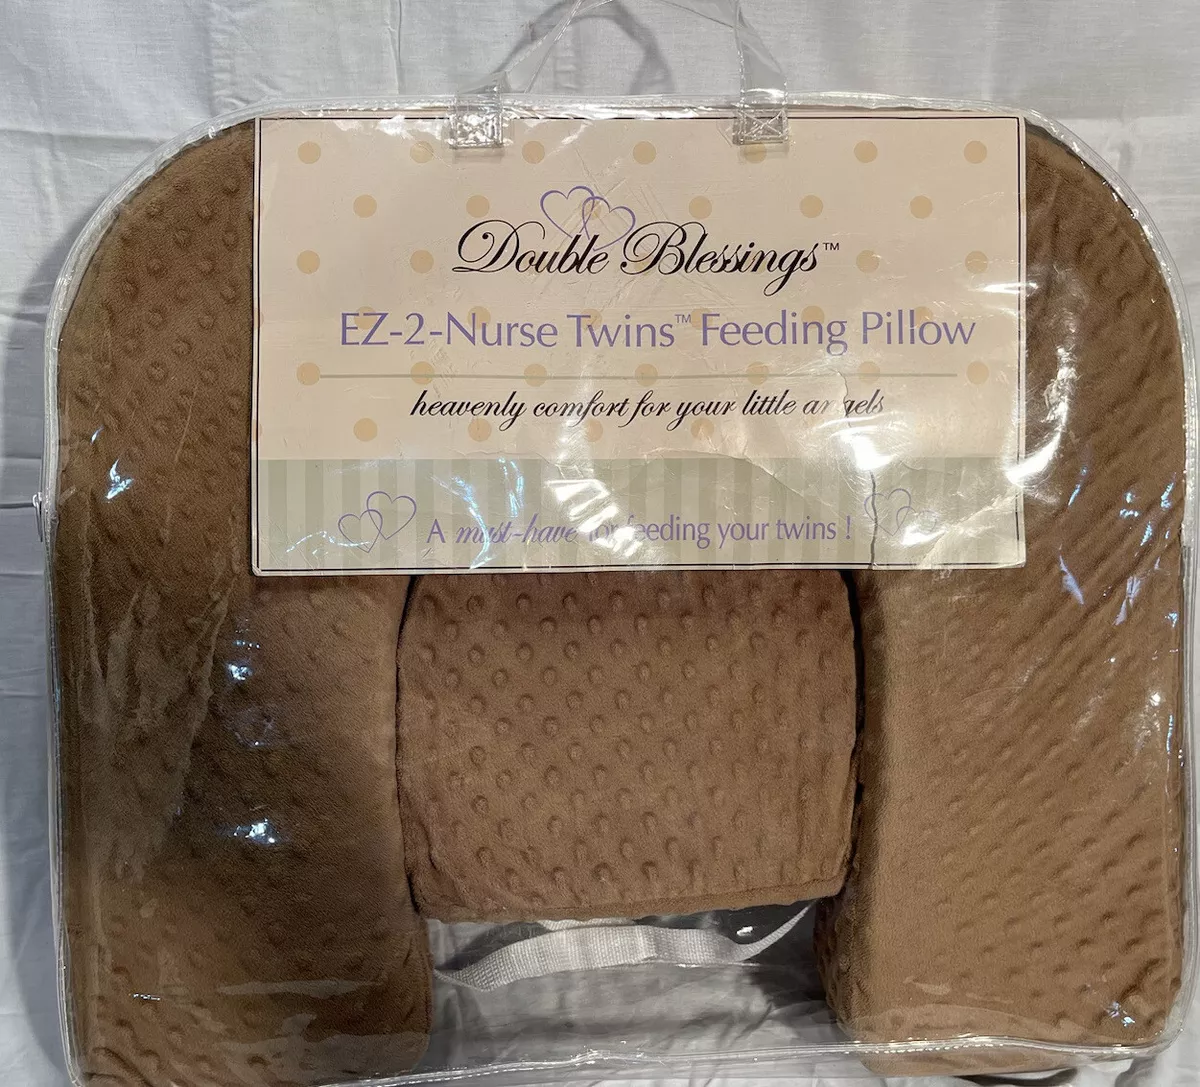 Double Blessings™
EZ-2-Nurse Twins™ Feeding Pillow
heavenly comfort for your little angels
A must-have for feeding your twins !